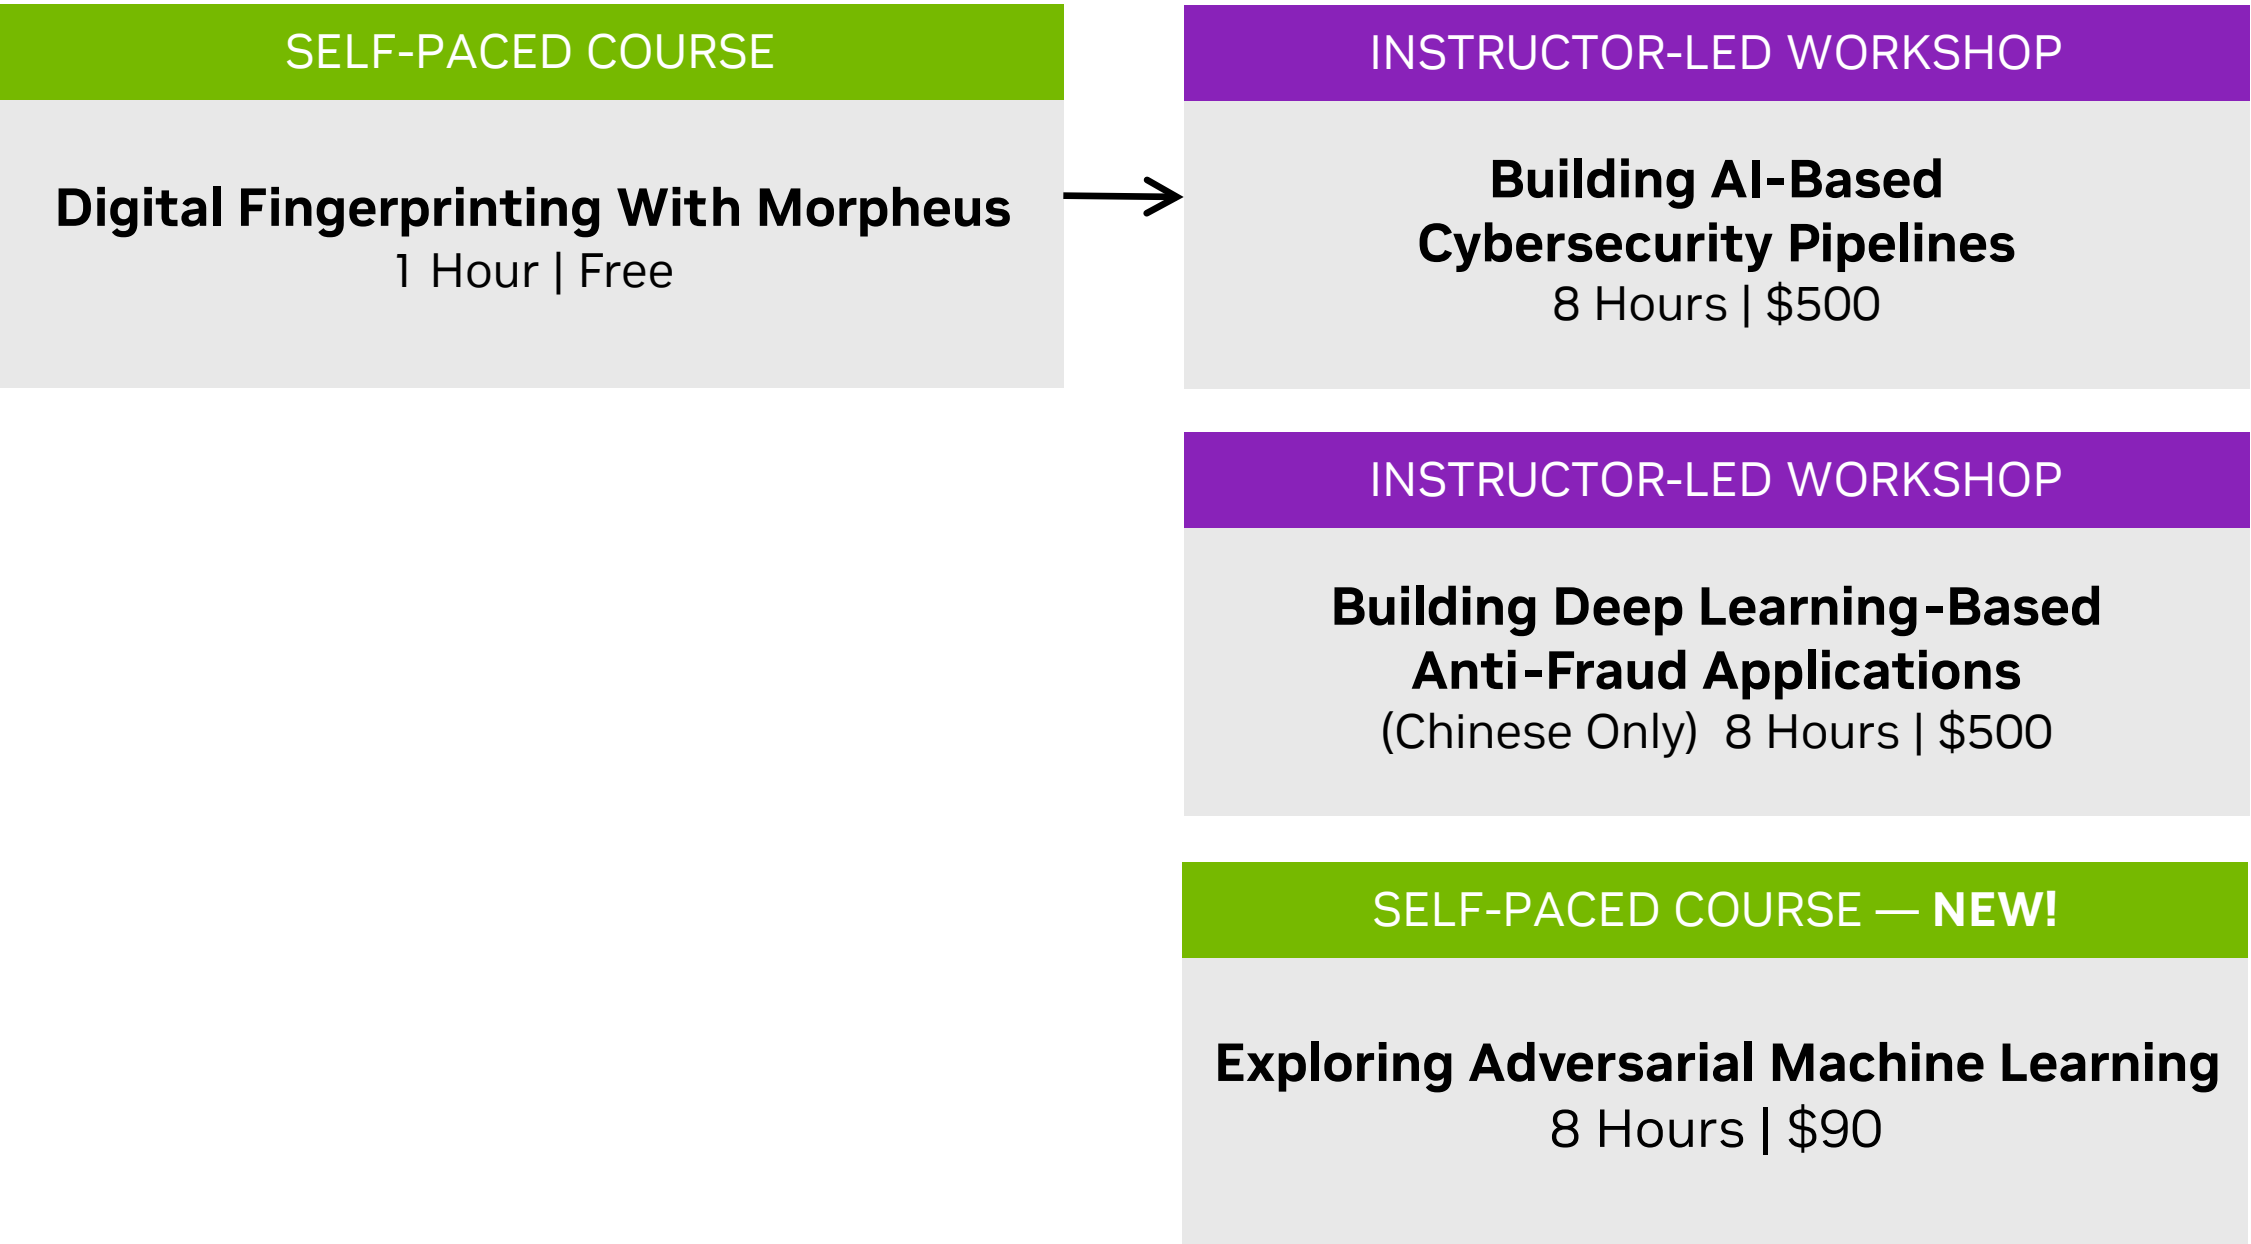 SELF-PACED COURSE
Digital Fingerprinting With Morpheus
1 Hour | Free
INSTRUCTOR-LED WORKSHOP
Building AI-Based
Cybersecurity Pipelines
8 Hours | $500
INSTRUCTOR-LED WORKSHOP
Building Deep Learning-Based
Anti-Fraud Applications
(Chinese Only)  8 Hours | $500
SELF-PACED COURSE — NEW!
Exploring Adversarial Machine Learning
8 Hours | $90